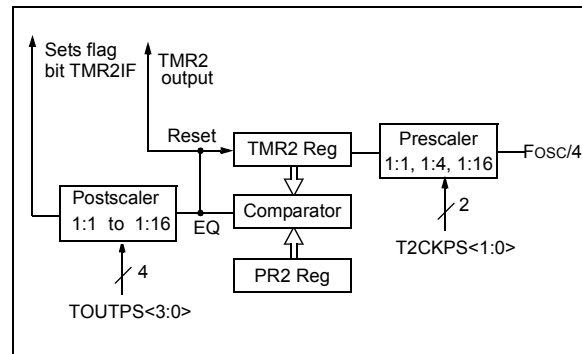 Sets flag
bit TMR2IF
TMR2
output
Reset
TMR2 Reg
Prescaler
1:1, 1:4, 1:16
FOSC/4
Postscaler
1:1 to 1:16
EQ
Comparator
2
T2CKPS<1:0>
4
PR2 Reg
TOUTPS<3:0>